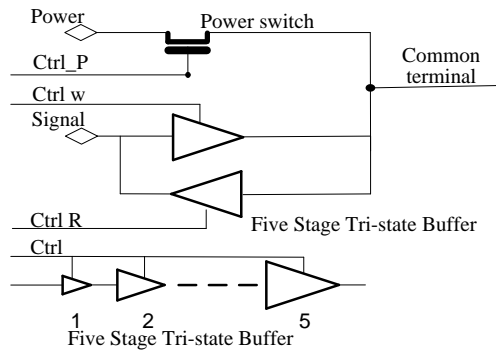 Power
Power switch
Common
terminal
Ctrl_P
Ctrl w
Signal
Ctrl R
Five Stage Tri-state Buffer
Ctrl
1
2
5
Five Stage Tri-state Buffer